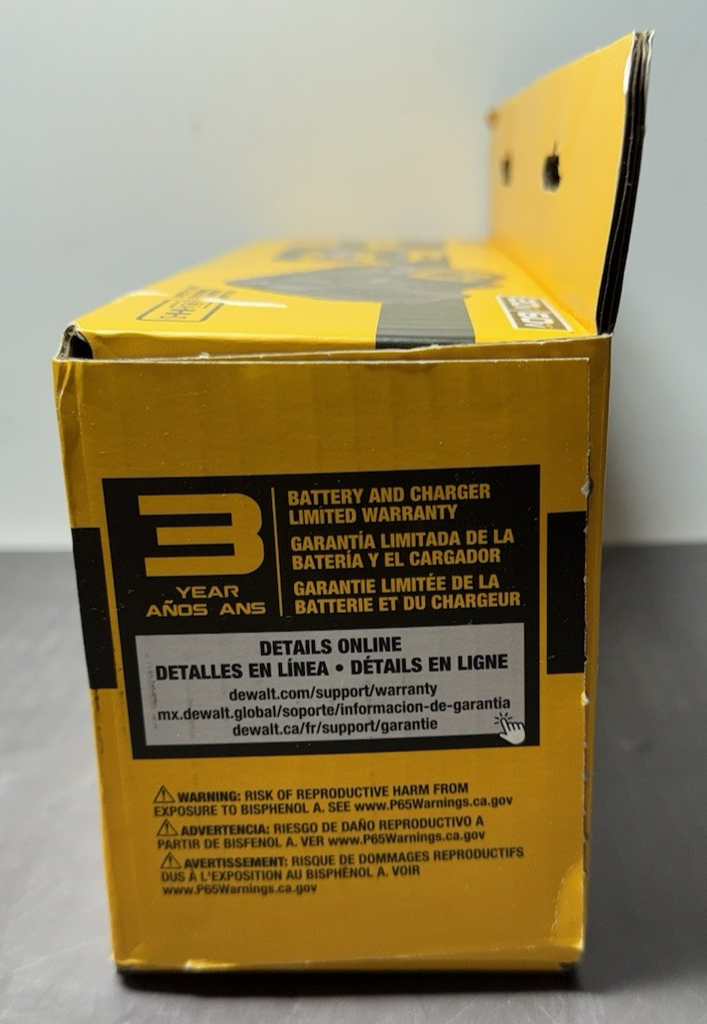 DEWALT
3
YEAR
AÑOS ANS
BATTERY AND CHARGER
LIMITED WARRANTY
GARANTÍA LIMITADA DE LA
BATERÍA Y EL CARGADOR
GARANTIE LIMITÉE DE LA
BATTERIE ET DU CHARGEUR
DETAILS ONLINE
DETALLES EN LÍNEA • DÉTAILS EN LIGNE
dewalt.com/support/warranty
mx.dewalt.global/soporte/informacion-de-garantia
dewalt.ca/fr/support/garantie
WARNING: RISK OF REPRODUCTIVE HARM FROM
EXPOSURE TO BISPHENOL A. SEE www.P65Warnings.ca.gov
ADVERTENCIA: RIESGO DE DAÑO REPRODUCTIVO A
PARTIR DE BISFENOL A. VER www.P65Warnings.ca.gov
AVERTISSEMENT: RISQUE DE DOMMAGES REPRODUCTIFS
DUS À L'EXPOSITION AU BISPHÉNOL A. VOIR
www.P65Warnings.ca.gov